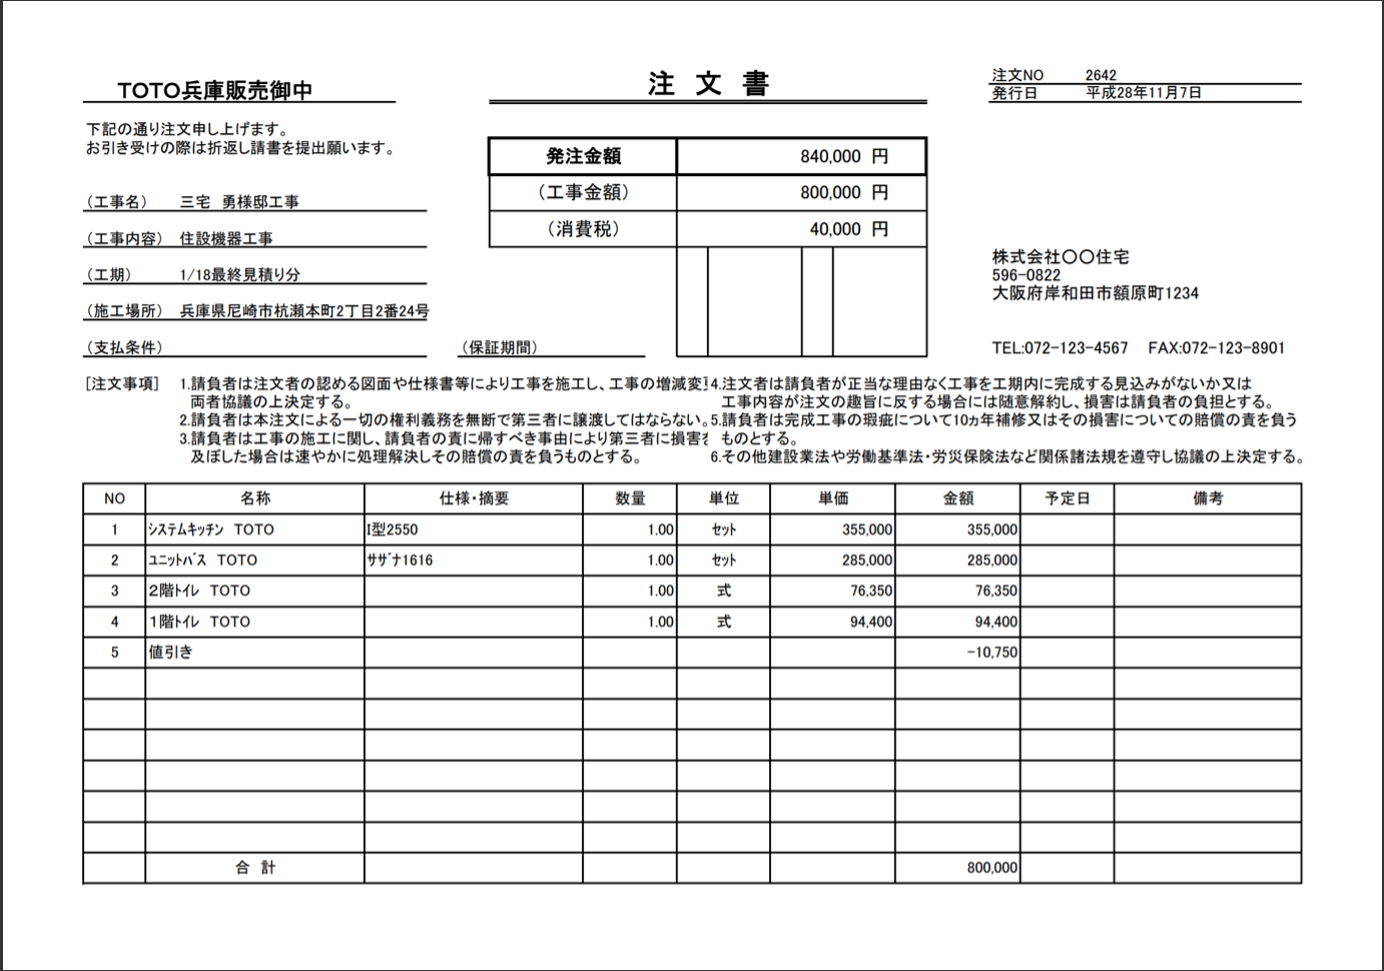 TOTO兵庫販売御中
注 文 書
注文NO 2642
発行日 平成28年11月7日
下記の通り注文申し上げます。
お引き受けの際は折返し請書を提出願います。
発注金額 840,000 円
(工事金額) 800,000 円
(消費税) 40,000 円
(工事名) 三宅 勇様邸工事
(工事内容) 住設機器工事
(工期) 1/18最終見積り分
(施工場所) 兵庫県尼崎市杭瀬本町2丁目2番24号
(支払条件)
(保証期間)
株式会社〇〇住宅
596-0822
大阪府岸和田市額原町1234
TEL:072-123-4567 FAX:072-123-8901
[注文事項]
1.請負者は注文者の認める図面や仕様書等により工事を施工し、工事の増減変
両者協議の上決定する。
2.請負者は本注文による一切の権利義務を無断で第三者に譲渡してはならない。
3.請負者は工事の施工に関し、請負者の責に帰すべき事由により第三者に損害
及ぼした場合は速やかに処理解決しその賠償の責を負うものとする。
4.注文者は請負者が正当な理由なく工事を工期内に完成する見込みがないか又は
工事内容が注文の趣旨に反する場合には随意解約し、損害は請負者の負担とする。
5.請負者は完成工事の瑕疵について10ヵ年補修又はその損害についての賠償の責を負う
ものとする。
6.その他建設業法や労働基準法・労災保険法など関係諸法規を遵守し協議の上決定する。
NO 名称 仕様・摘要 数量 単位 単価 金額 予定日 備考
1 ｼｽﾃﾑｷｯﾁﾝ TOTO I型2550 1.00 ｾｯﾄ 355,000 355,000
2 ﾕﾆｯﾄﾊﾞｽ TOTO ｻｻﾞﾅ1616 1.00 ｾｯﾄ 285,000 285,000
3 2階ﾄｲﾚ TOTO 1.00 式 76,350 76,350
4 1階ﾄｲﾚ TOTO 1.00 式 94,400 94,400
5 値引き -10,750
合 計 800,000